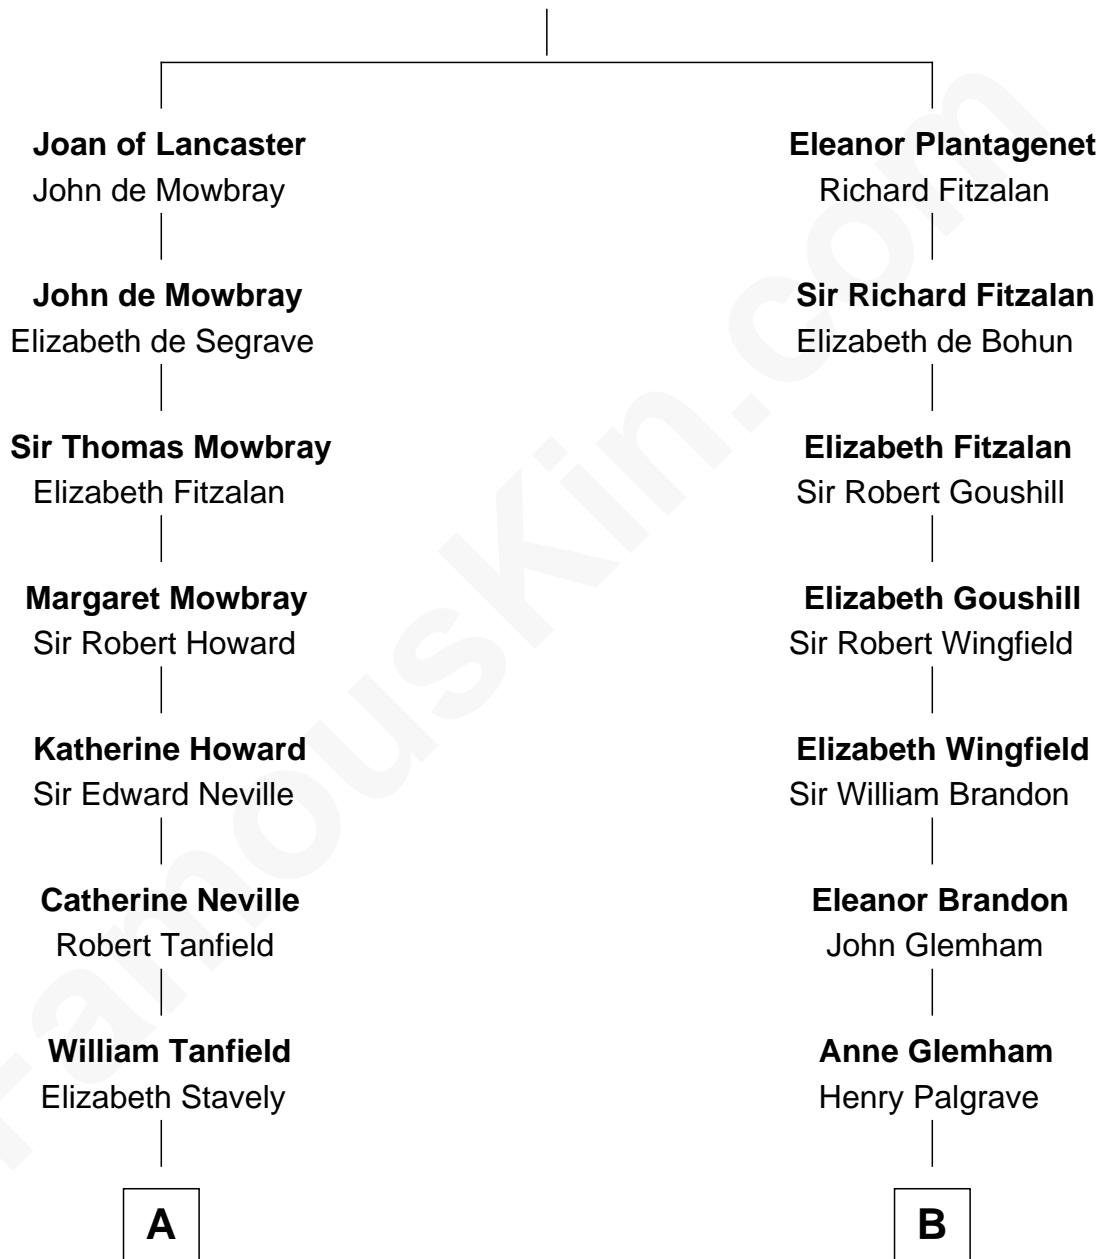 Joan of Lancaster
John de Mowbray
John de Mowbray
Elizabeth de Segrave
Sir Thomas Mowbray
Elizabeth Fitzalan
Margaret Mowbray
Sir Robert Howard
Katherine Howard
Sir Edward Neville
Catherine Neville
Robert Tanfield
William Tanfield
Elizabeth Stavely
A
Eleanor Plantagenet
Richard Fitzalan
Sir Richard Fitzalan
Elizabeth de Bohun
Elizabeth Fitzalan
Sir Robert Goushill
Elizabeth Goushill
Sir Robert Wingfield
Elizabeth Wingfield
Sir William Brandon
Eleanor Brandon
John Glemham
Anne Glemham
Henry Palgrave
B
FamousKin.com